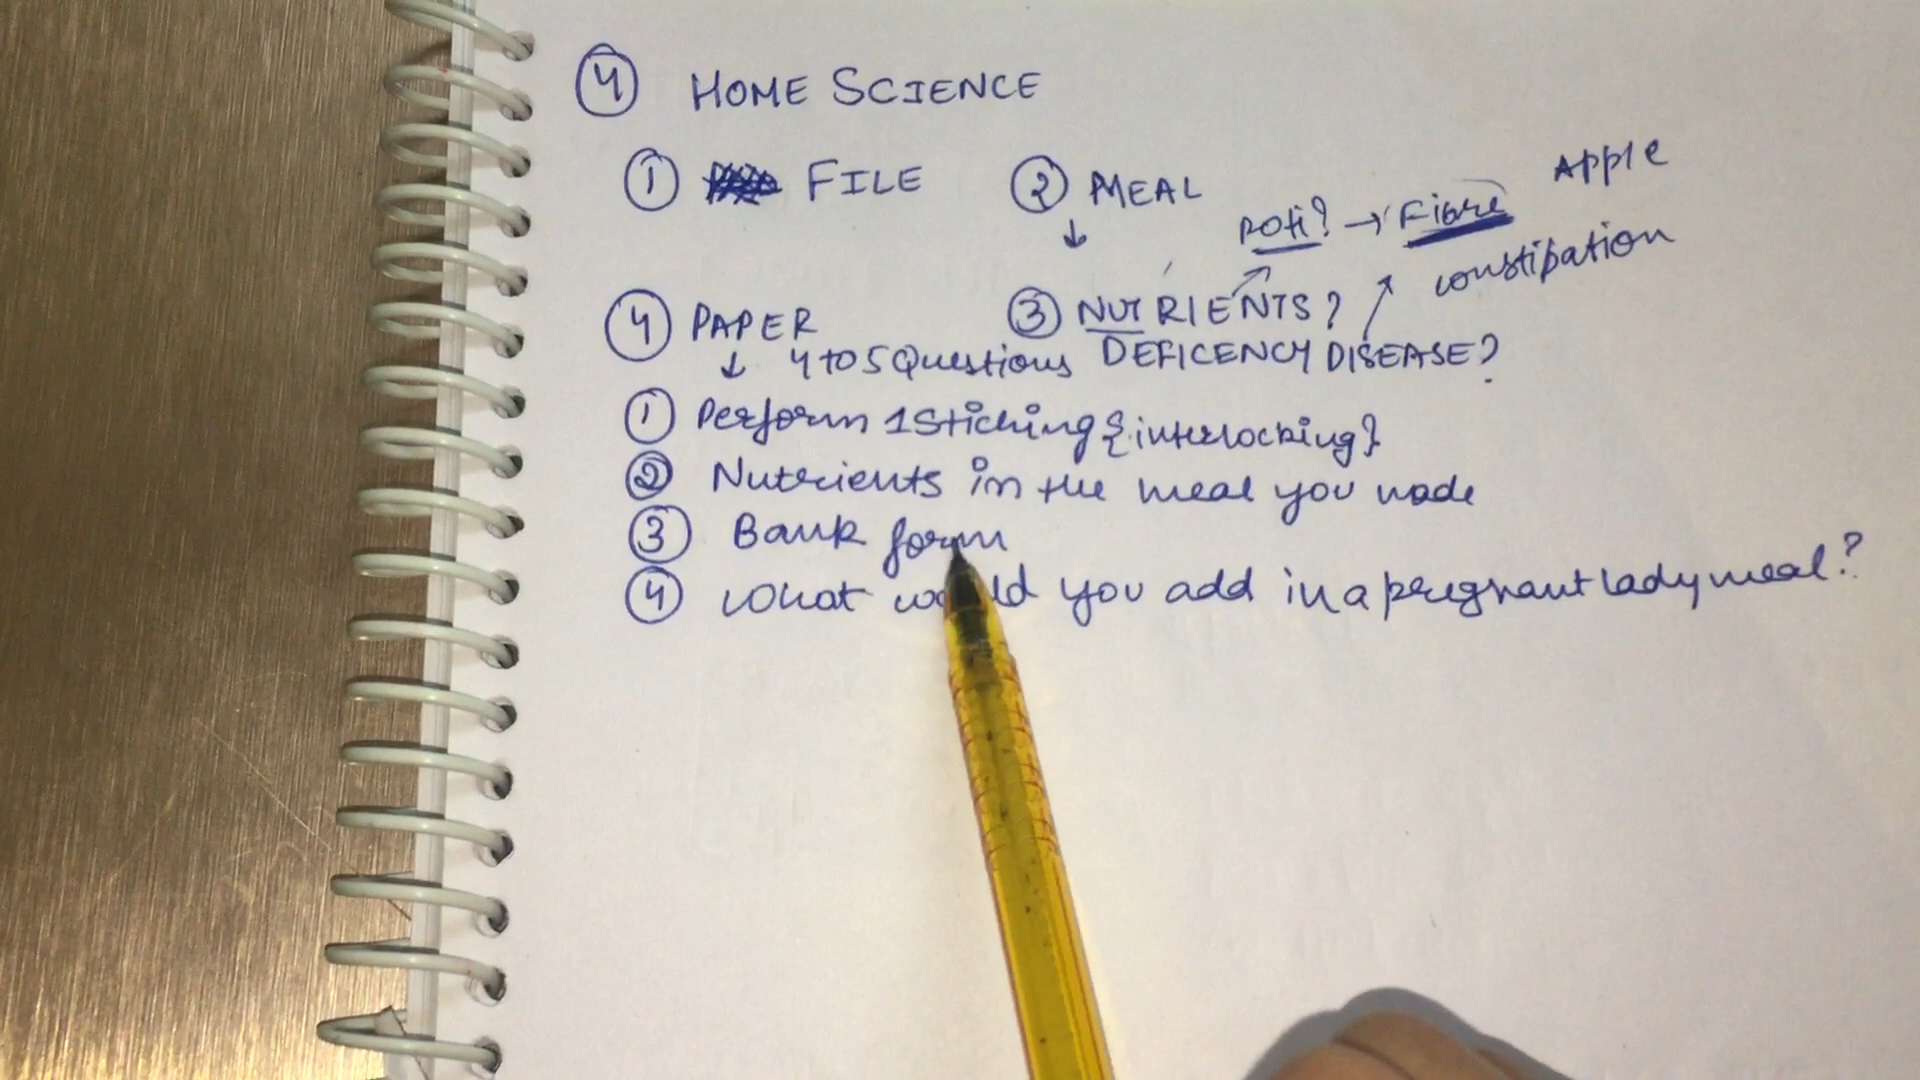 4 HOME SCIENCE
1 FILE 2 MEAL
↓ Roti? → Fibre Apple
constipation
4 PAPER 3 NUTRIENTS?
↓ 4 to 5 Questions DEFICENCY DISEASE?
1 Perform 1 Stiching {interlocking}
2 Nutrients in the meal you made
3 Bank form
4 What would you add in a pregnant lady meal?